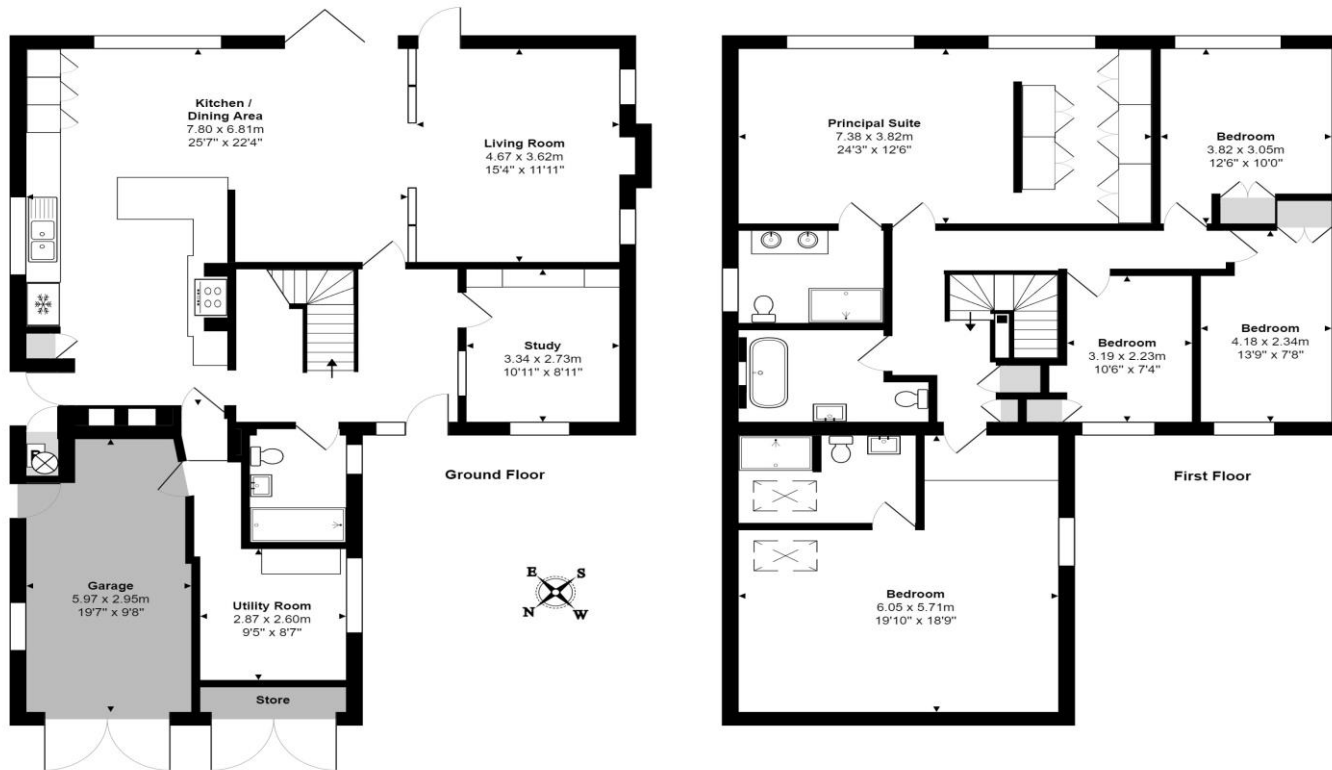 Kitchen /
Dining Area
7.80 x 6.81m
25'7" x 22'4"
Living Room
4.67 x 3.62m
15'4" x 11'11"
Study
3.34 x 2.73m
10'11" x 8'11"
Ground Floor
Garage
5.97 x 2.95m
19'7" x 9'8"
Utility Room
2.87 x 2.60m
9'5" x 8'7"
Store
E S
N W
Principal Suite
7.38 x 3.82m
24'3" x 12'6"
Bedroom
3.82 x 3.05m
12'6" x 10'0"
Bedroom
3.19 x 2.23m
10'6" x 7'4"
Bedroom
4.18 x 2.34m
13'9" x 7'8"
First Floor
Bedroom
6.05 x 5.71m
19'10" x 18'9"